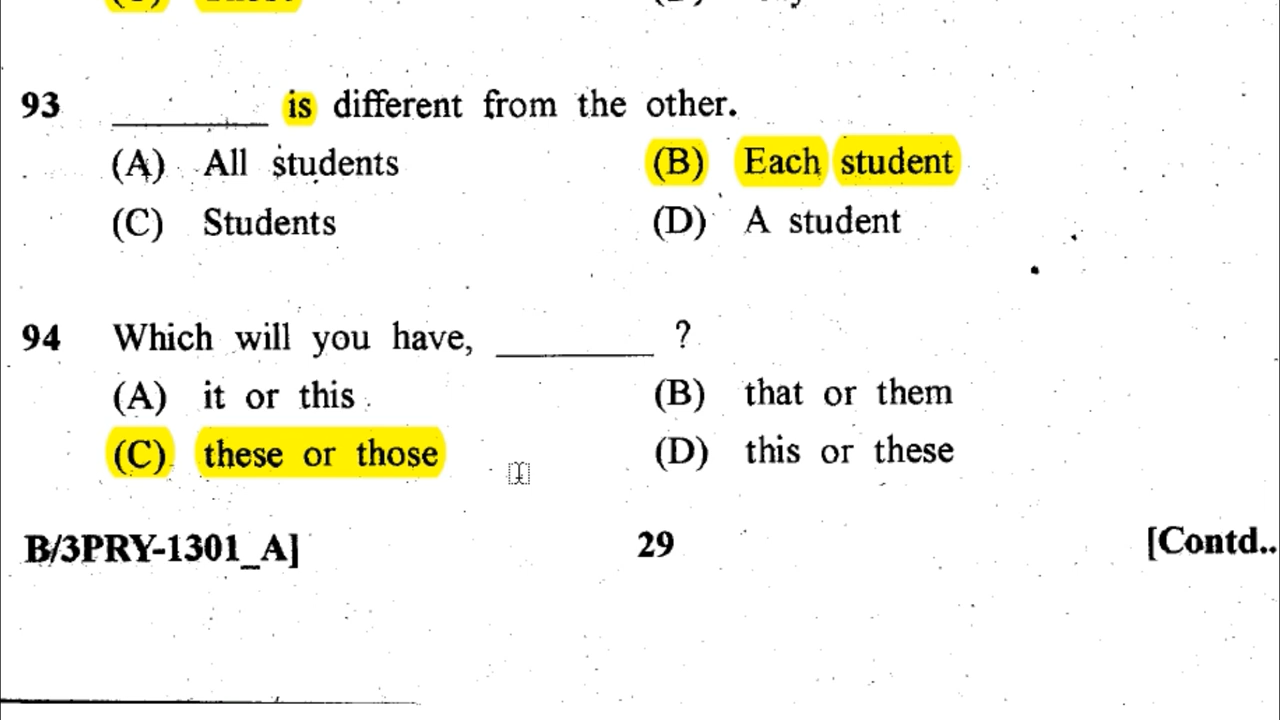 93 ________ is different from the other.
(A) All students (B) Each student
(C) Students (D) A student
94 Which will you have, ________ ?
(A) it or this (B) that or them
(C) these or those (D) this or these
B/3PRY-1301_A] 29 [Contd..